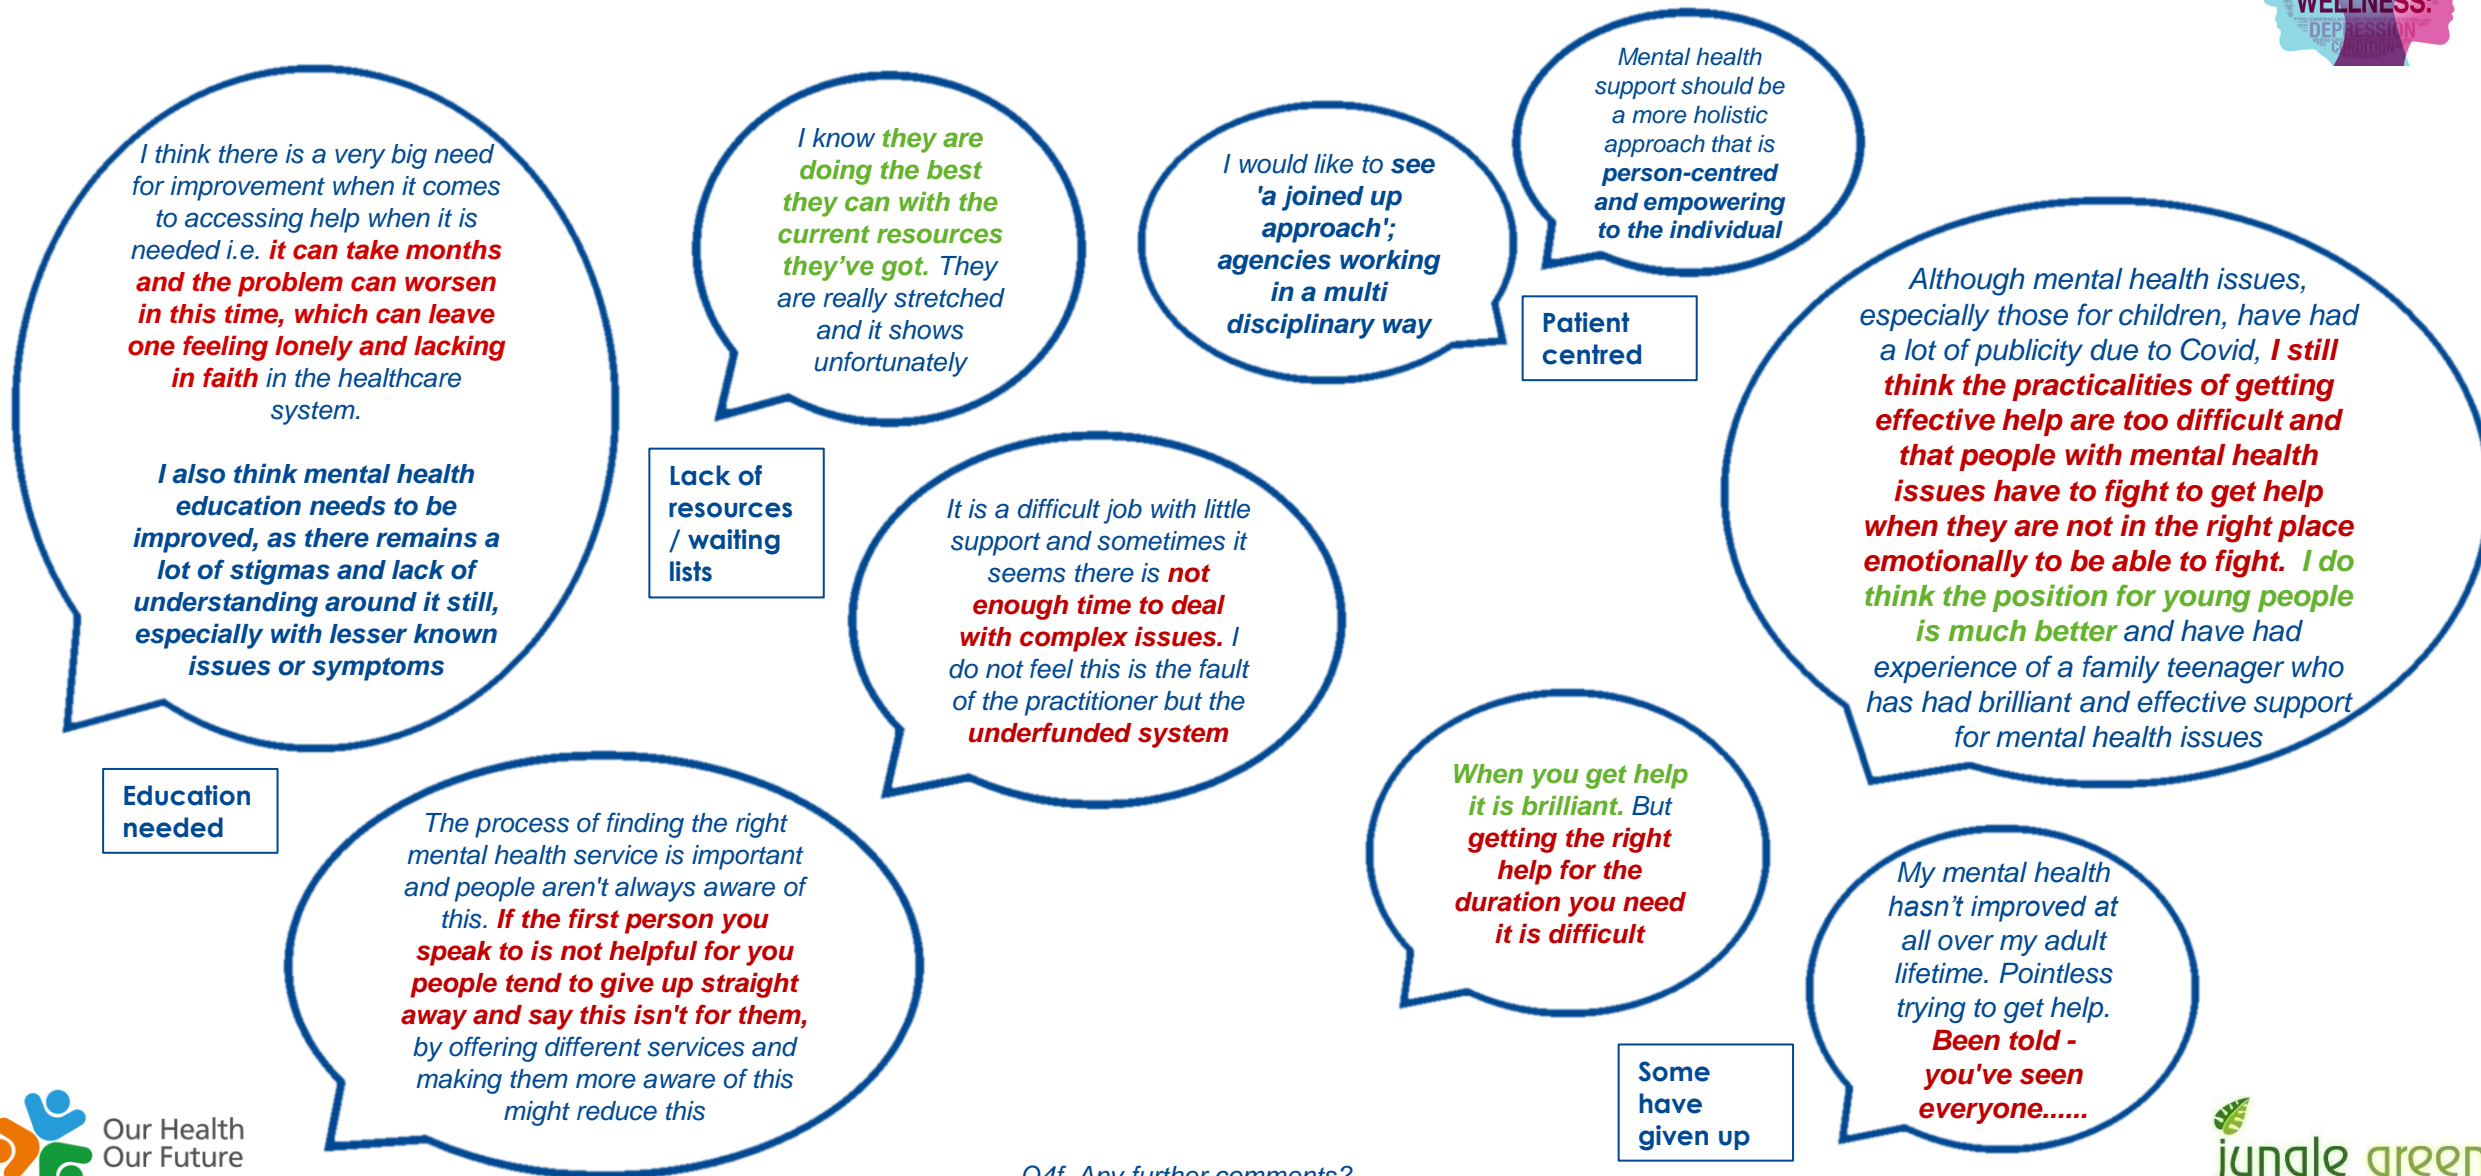 WELLNESS:
DEPRESSION
CONDITION
I think there is a very big need
for improvement when it comes
to accessing help when it is
needed i.e. it can take months
and the problem can worsen
in this time, which can leave
one feeling lonely and lacking
in faith in the healthcare
system.
I also think mental health
education needs to be
improved, as there remains a
lot of stigmas and lack of
understanding around it still,
especially with lesser known
issues or symptoms
Education
needed
I know they are
doing the best
they can with the
current resources
they've got. They
are really stretched
and it shows
unfortunately
Lack of
resources
/ waiting
lists
I would like to see
'a joined up
approach';
agencies working
in a multi
disciplinary way
Mental health
support should be
a more holistic
approach that is
person-centred
and empowering
to the individual
Patient
centred
Although mental health issues,
especially those for children, have had
a lot of publicity due to Covid, I still
think the practicalities of getting
effective help are too difficult and
that people with mental health
issues have to fight to get help
when they are not in the right place
emotionally to be able to fight. I do
think the position for young people
is much better and have had
experience of a family teenager who
has had brilliant and effective support
for mental health issues
It is a difficult job with little
support and sometimes it
seems there is not
enough time to deal
with complex issues. I
do not feel this is the fault
of the practitioner but the
underfunded system
The process of finding the right
mental health service is important
and people aren't always aware of
this. If the first person you
speak to is not helpful for you
people tend to give up straight
away and say this isn't for them,
by offering different services and
making them more aware of this
might reduce this
When you get help
it is brilliant. But
getting the right
help for the
duration you need
it is difficult
My mental health
hasn't improved at
all over my adult
lifetime. Pointless
trying to get help.
Been told -
you've seen
everyone......
Some
have
given up
Our Health
Our Future
Q4f. Any further comments?
jungle green